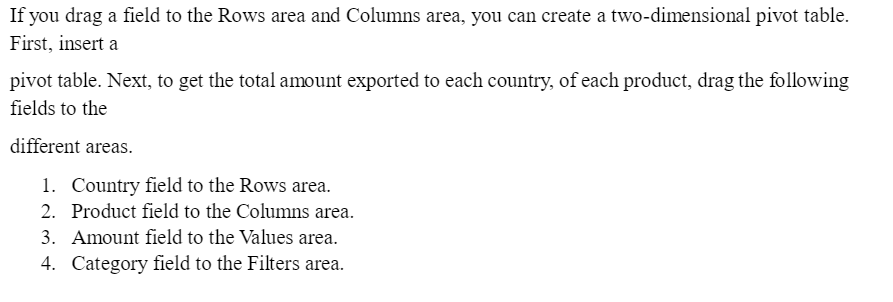 If you drag a field to the Rows area and Columns area, you can create a two-dimensional pivot table.
First, insert a
pivot table. Next, to get the total amount exported to each country, of each product, drag the following
fields to the
different areas.
1. Country field to the Rows area.
2. Product field to the Columns area.
3. Amount field to the Values area.
4. Category field to the Filters area.